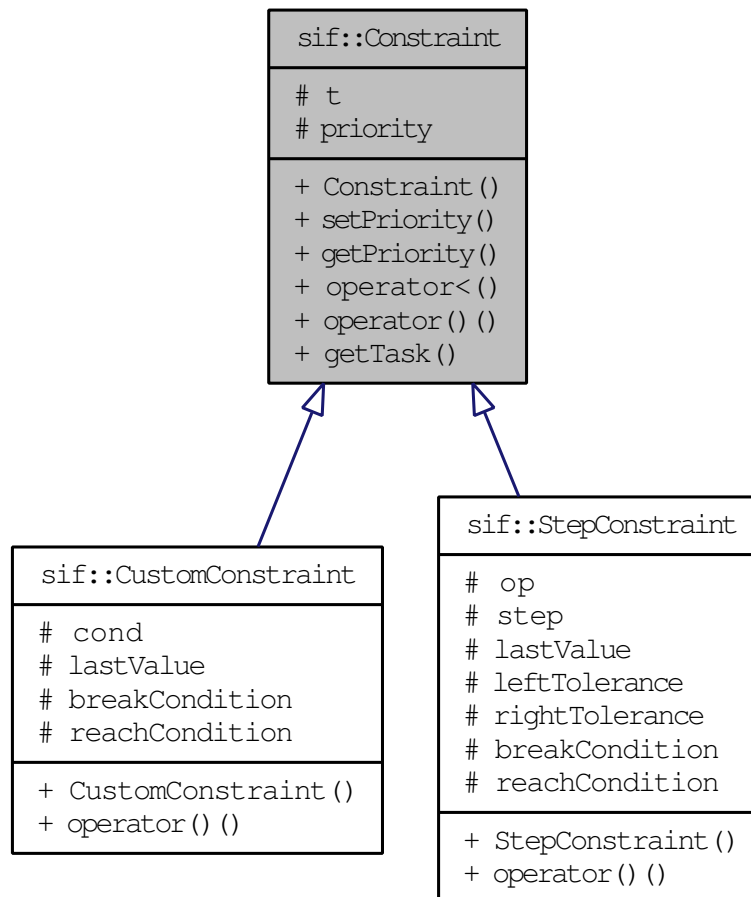 sif::Constraint
# t
# priority
+ Constraint()
+ setPriority()
+ getPriority()
+ operator<()
+ operator()()
+ getTask()
sif::CustomConstraint
# cond
# lastValue
# breakCondition
# reachCondition
+ CustomConstraint()
+ operator()()
sif::StepConstraint
# op
# step
# lastValue
# leftTolerance
# rightTolerance
# breakCondition
# reachCondition
+ StepConstraint()
+ operator()()